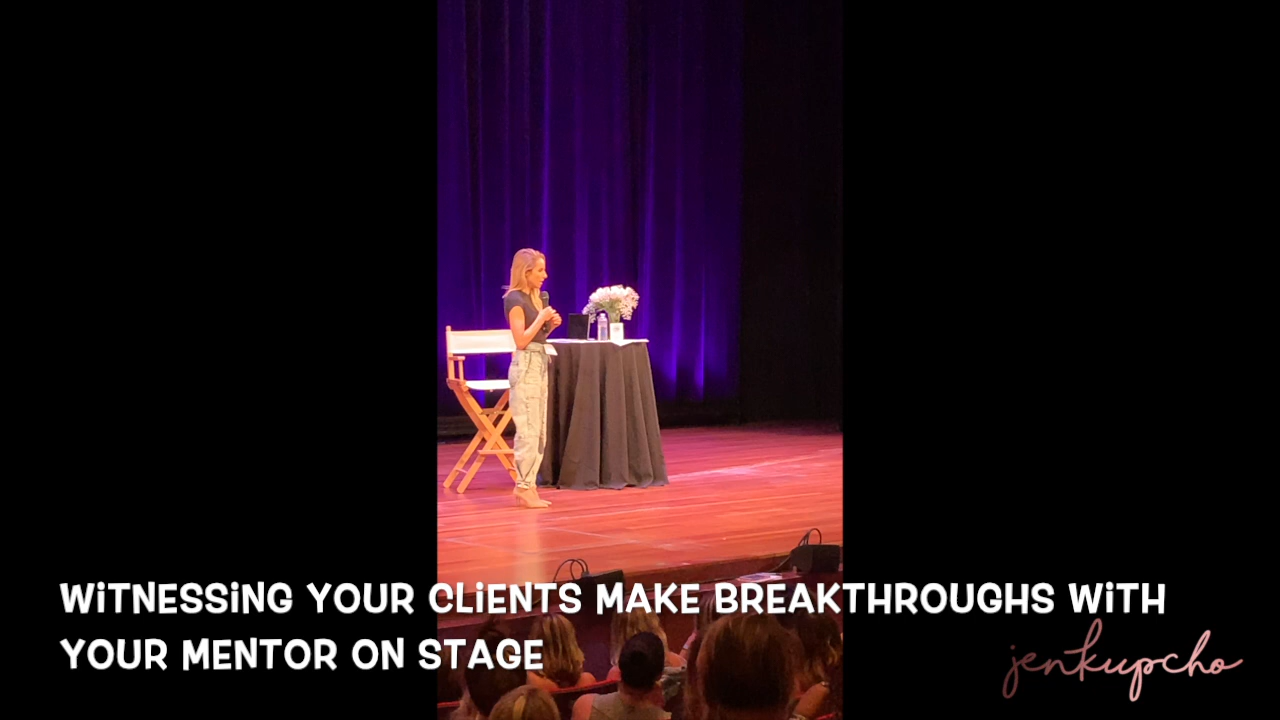 WiTNESSiNG YOUR CLiENTS MAKE BREAKTHROUGHS WiTH
YOUR MENTOR ON STAGE
jenkupcho